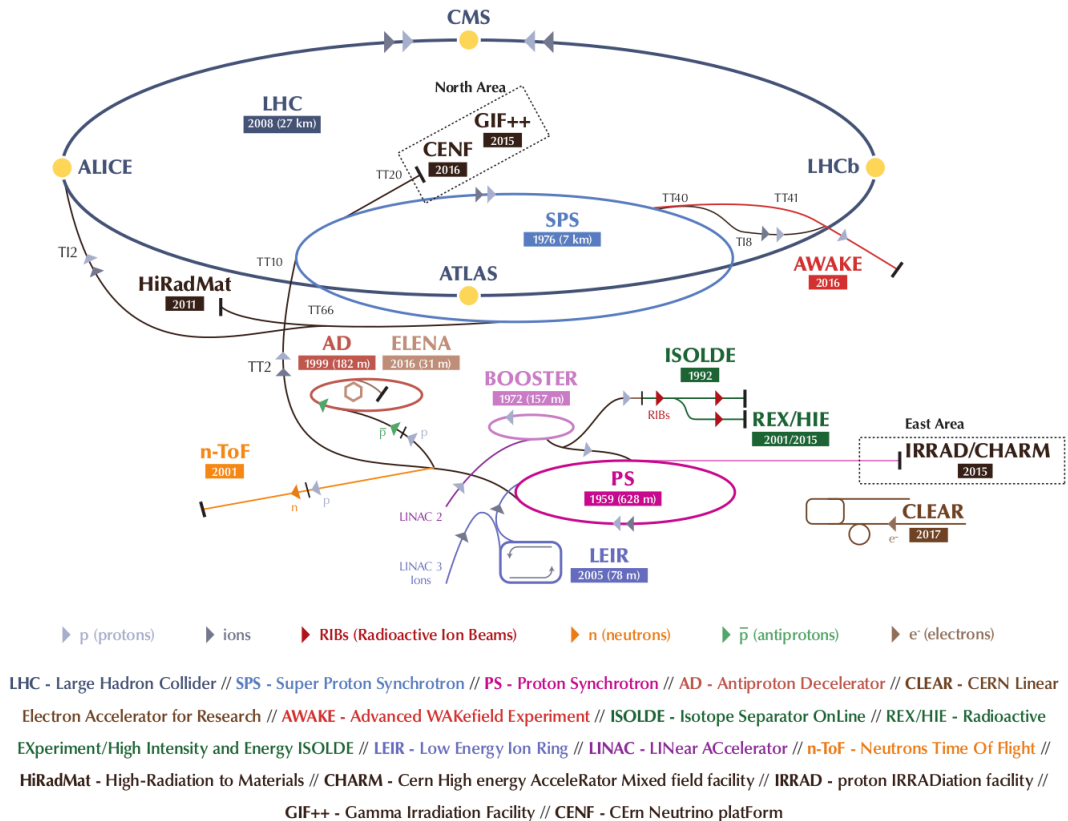 CMS
North Area
LHC
2008 (27 km)
GIF++
2015
CENF
2016
ALICE
LHCb
TT20
TT40
TT41
SPS
1976 (7 km)
TI8
TI2
TT10
AWAKE
2016
ATLAS
HiRadMat
2011
TT66
AD
1999 (182 m)
ELENA
2016 (31 m)
TT2
ISOLDE
1992
BOOSTER
1972 (157 m)
RIBs
REX/HIE
2001/2015
p̅
p
East Area
IRRAD/CHARM
2015
n-ToF
2001
PS
1959 (628 m)
n
p
LINAC 2
CLEAR
2017
e-
LEIR
2005 (78 m)
LINAC 3
Ions
p (protons)
ions
RIBs (Radioactive Ion Beams)
n (neutrons)
p̅ (antiprotons)
e- (electrons)
LHC - Large Hadron Collider // SPS - Super Proton Synchrotron // PS - Proton Synchrotron // AD - Antiproton Decelerator // CLEAR - CERN Linear
Electron Accelerator for Research // AWAKE - Advanced WAKefield Experiment // ISOLDE - Isotope Separator OnLine // REX/HIE - Radioactive
EXperiment/High Intensity and Energy ISOLDE // LEIR - Low Energy Ion Ring // LINAC - LINear ACcelerator // n-ToF - Neutrons Time Of Flight //
HiRadMat - High-Radiation to Materials // CHARM - Cern High energy AcceleRator Mixed field facility // IRRAD - proton IRRADiation facility //
GIF++ - Gamma Irradiation Facility // CENF - CErn Neutrino platForm